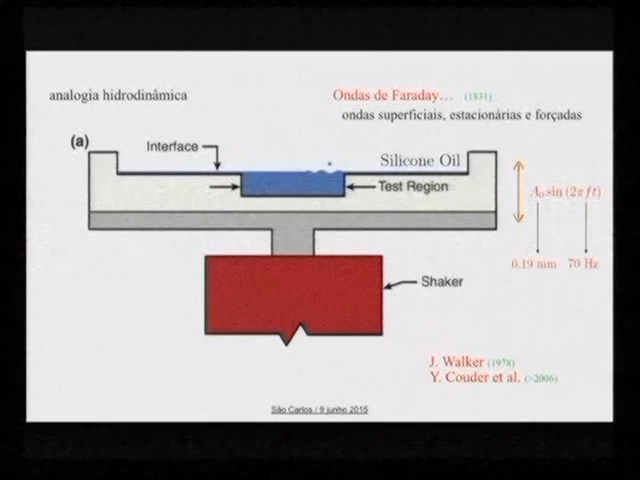 analogia hidrodinâmica
Ondas de Faraday... (1831)
ondas superficiais, estacionárias e forçadas
(a)
Interface
Silicone Oil
Test Region
A₀ sin (2π ft)
0.19 mm 70 Hz
Shaker
J. Walker (1978)
Y. Couder et al. (>2006)
São Carlos / 9 junho 2015